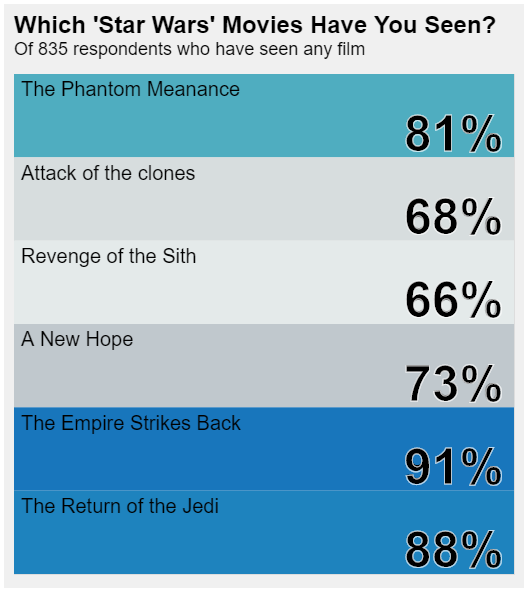 Which 'Star Wars' Movies Have You Seen?
Of 835 respondents who have seen any film
The Phantom Meanance
81%
Attack of the clones
68%
Revenge of the Sith
66%
A New Hope
73%
The Empire Strikes Back
91%
The Return of the Jedi
88%